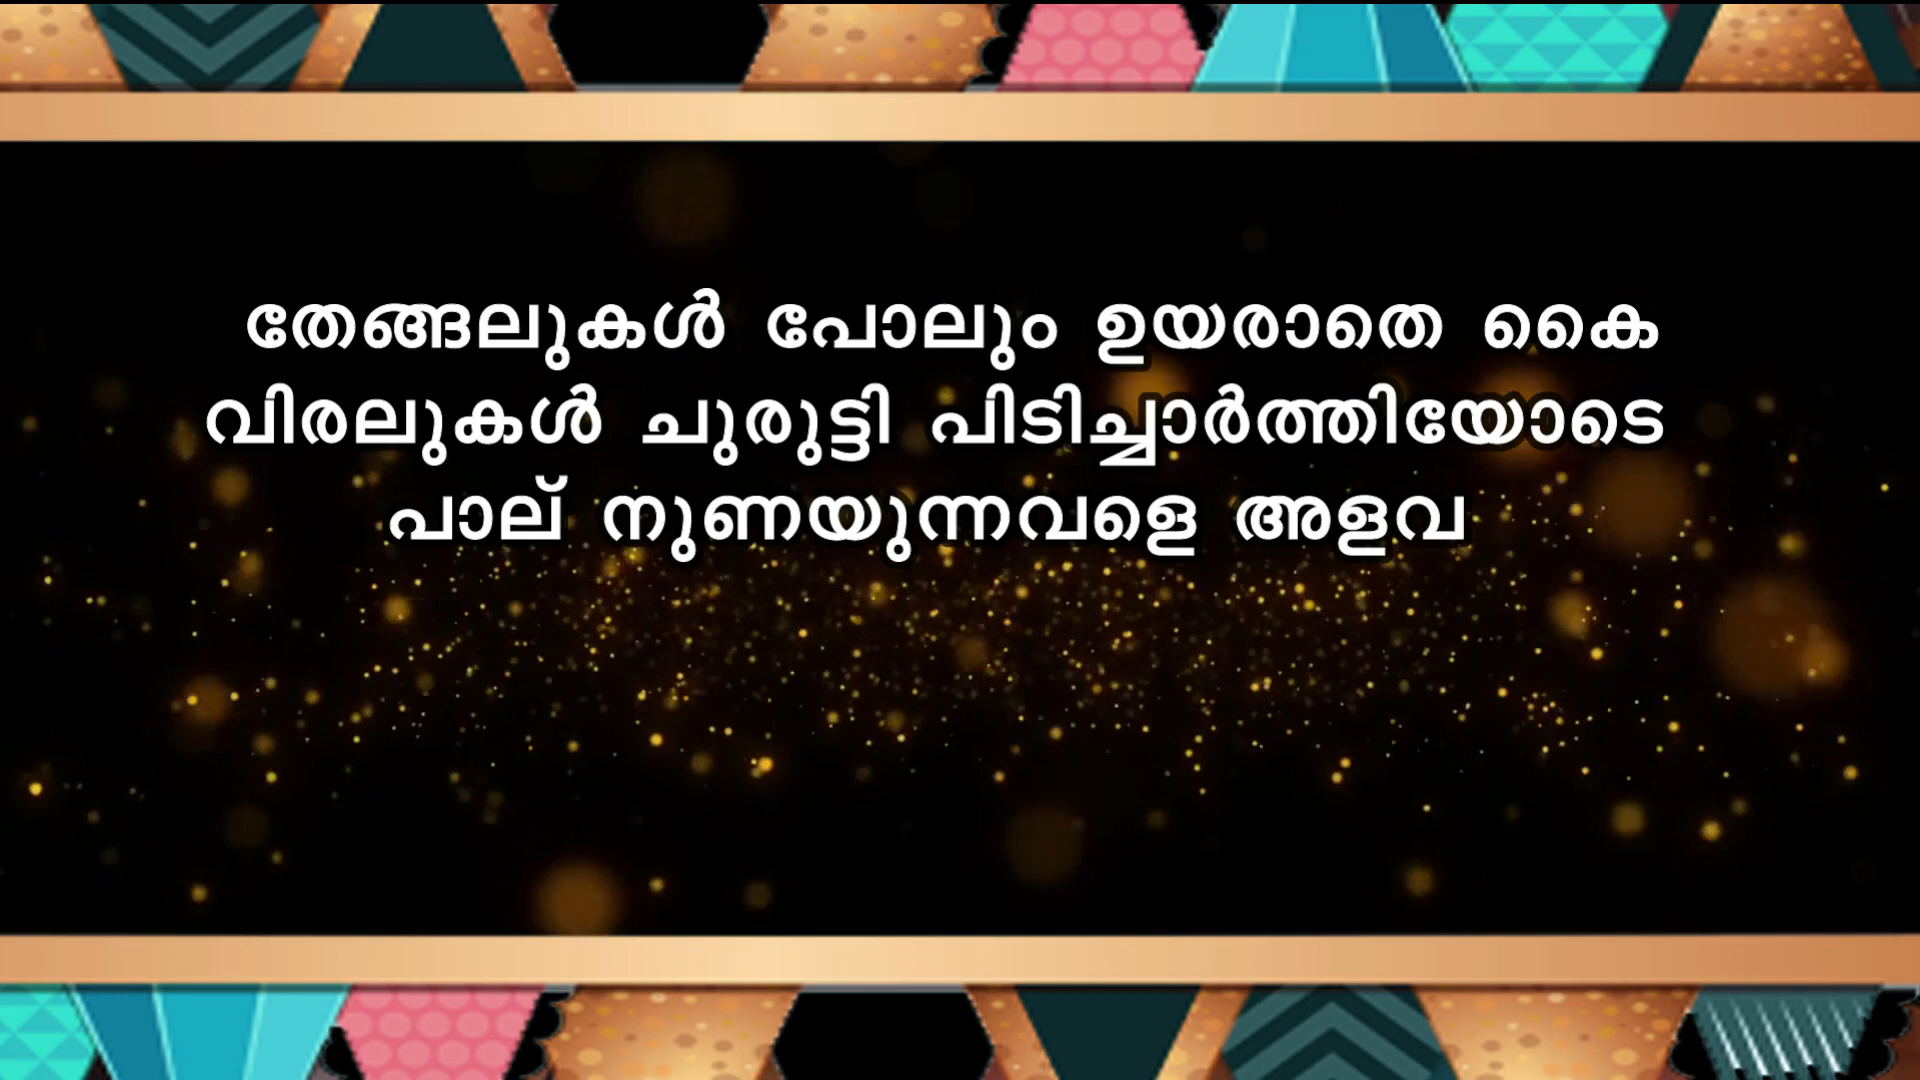 തേങ്ങലുകൾ പോലും ഉയരാതെ കൈ
വിരലുകൾ ചുരുട്ടി പിടിച്ചാർത്തിയോടെ
പാല് നുണയുന്നവളെ അളവ